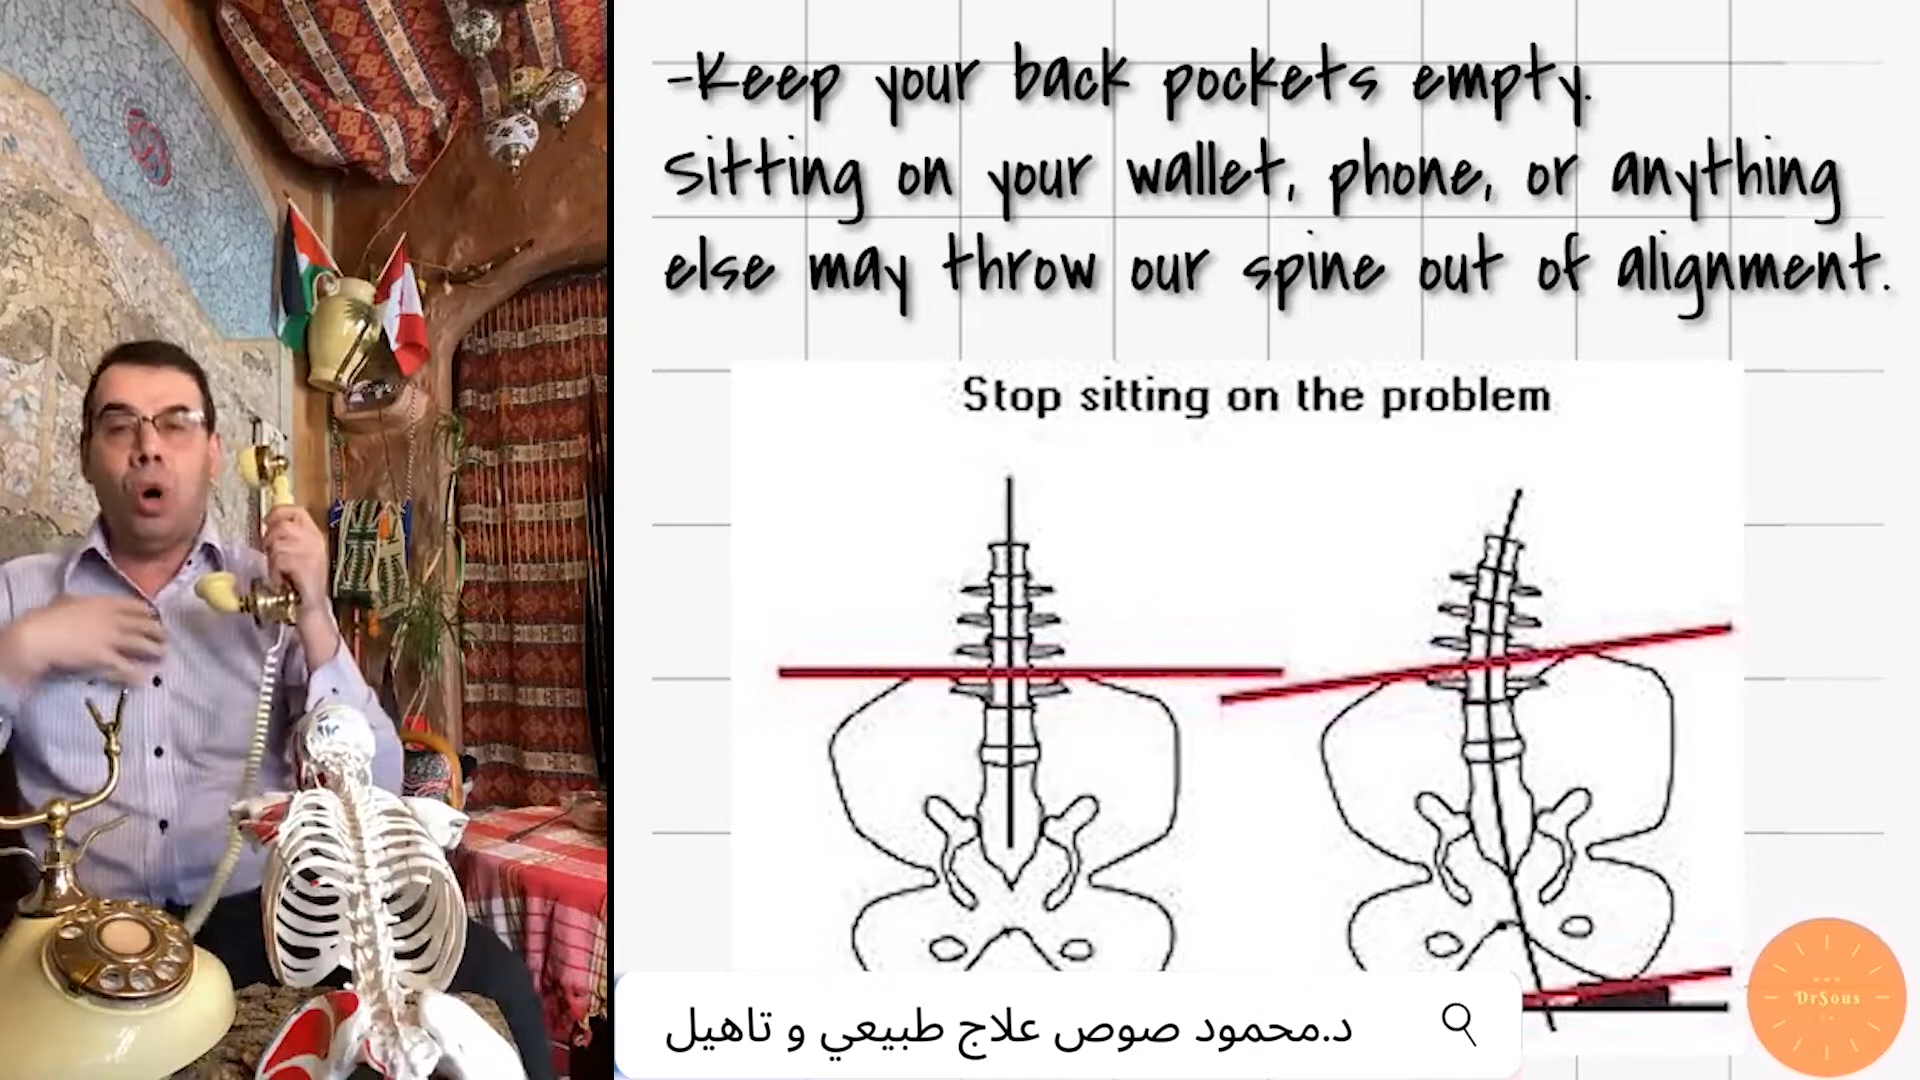 -Keep your back pockets empty.
Sitting on your wallet, phone, or anything
else may throw our spine out of alignment.
Stop sitting on the problem
د.محمود صوص علاج طبيعي و تاهيل
DrSous